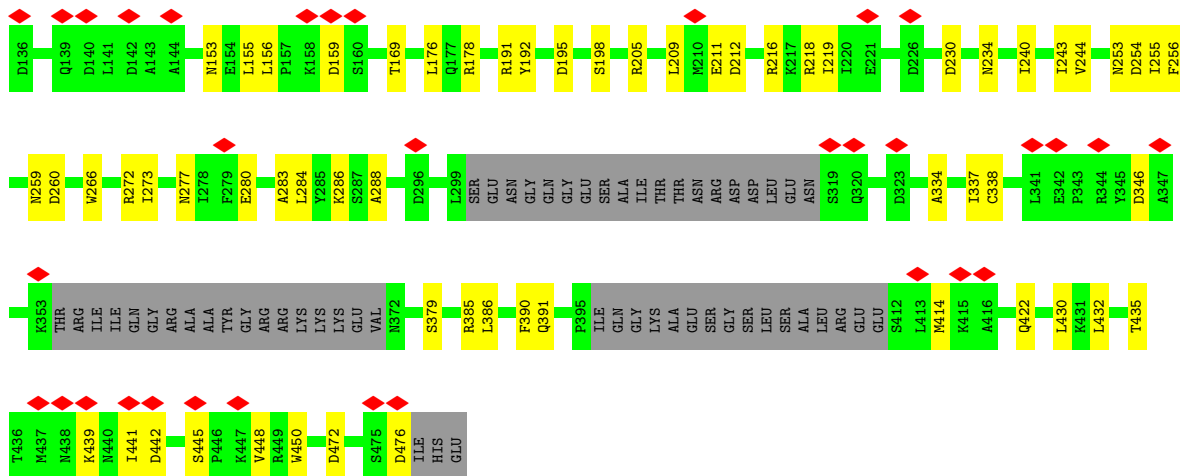 D136 Q139 D140 L141 D142 A143 A144 N153 E154 L155 L156 P157 K158 D159 S160 T169 L176 Q177 R178 R191 Y192 D195 S198 R205 L209 M210 E211 D212 R216 K217 R218 I219 I220 E221 D226 D230 N234 I240 I243 V244 N253 D254 I255 F256
N259 D260 W266 R272 I273 N277 I278 F279 E280 A283 L284 Y285 K286 S287 A288 D296 L299 SER GLU ASN GLY GLN GLY GLU SER ALA ILE THR THR ASN ARG ASP ASP LEU GLU ASN S319 Q320 D323 A334 I337 C338 L341 E342 P343 R344 Y345 D346 A347
K353 THR ARG ILE ILE GLN GLY ARG ALA ALA TYR GLY ARG ARG LYS LYS LYS GLU VAL N372 S379 R385 L386 F390 Q391 P395 ILE GLN GLY LYS ALA GLU SER GLY SER LEU SER ALA LEU ARG GLU GLU S412 L413 M414 K415 A416 Q422 L430 K431 L432 T435
T436 M437 N438 K439 N440 I441 D442 S445 P446 K447 V448 R449 W450 D472 S475 D476 ILE HIS GLU